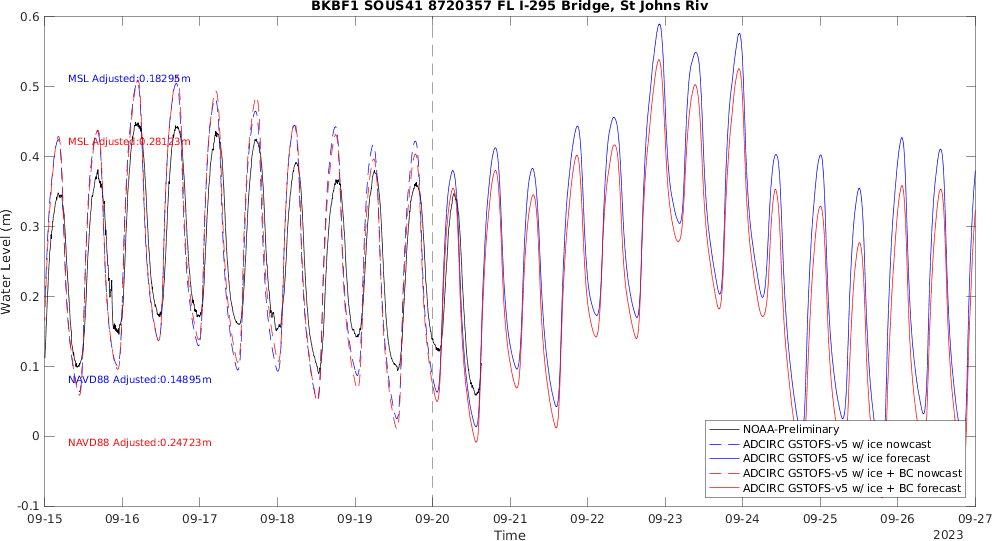 BKBF1 SOUS41 8720357 FL I-295 Bridge, St Johns Riv
Water Level (m)
0.6
0.5
0.4
0.3
0.2
0.1
0
-0.1
MSL Adjusted:0.18295m
MSL Adjusted:0.28123m
NAVD88 Adjusted:0.14895m
NAVD88 Adjusted:0.24723m
NOAA-Preliminary
ADCIRC GSTOFS-v5 w/ ice nowcast
ADCIRC GSTOFS-v5 w/ ice forecast
ADCIRC GSTOFS-v5 w/ ice + BC nowcast
ADCIRC GSTOFS-v5 w/ ice + BC forecast
09-15 09-16 09-17 09-18 09-19 09-20 09-21 09-22 09-23 09-24 09-25 09-26 09-27
Time
2023